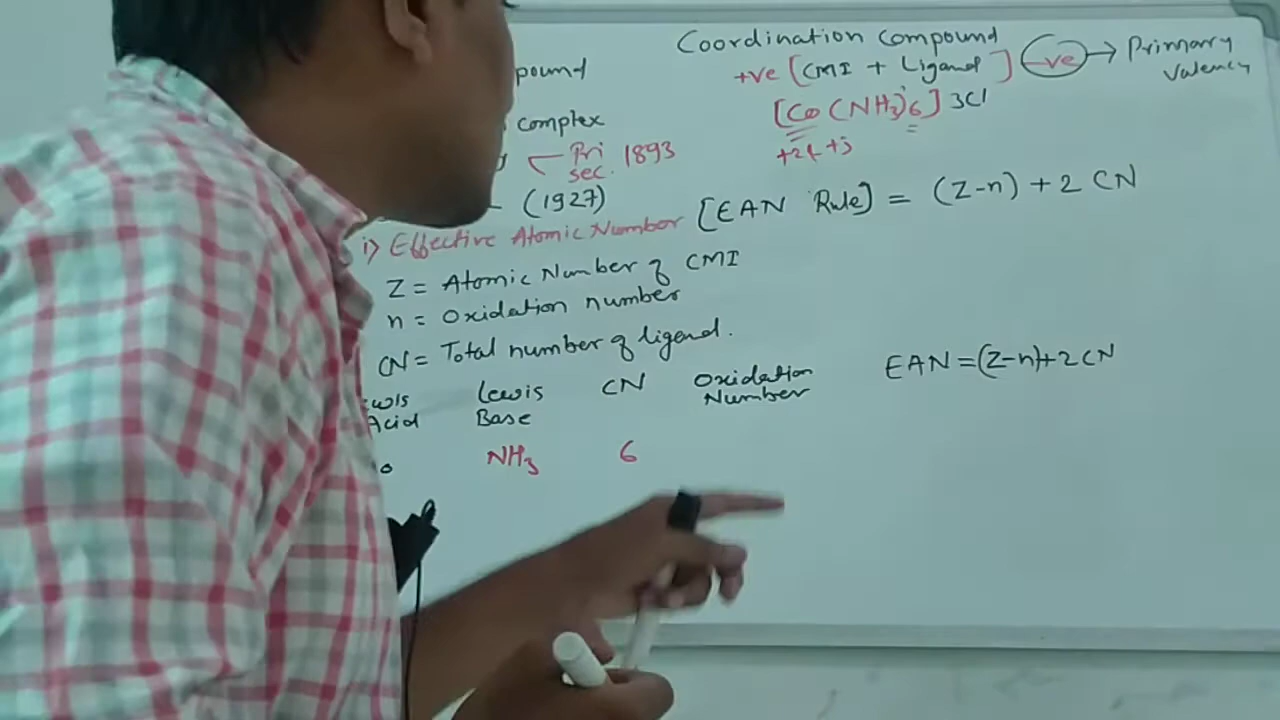 Coordination Compound
+ve [CMI + Ligand] -ve → Primary Valency
pound
[Co(NH3)6] 3Cl
complex
+2, +3
Pri 1893
sec.
(1927)
i) Effective Atomic Number [EAN Rule] = (Z-n) + 2 CN
Z = Atomic Number of CMI
n = Oxidation number
CN = Total number of ligand.
EAN = (Z-n)+2CN
wis Acid
Lewis Base
CN
Oxidation Number
o
NH3
6